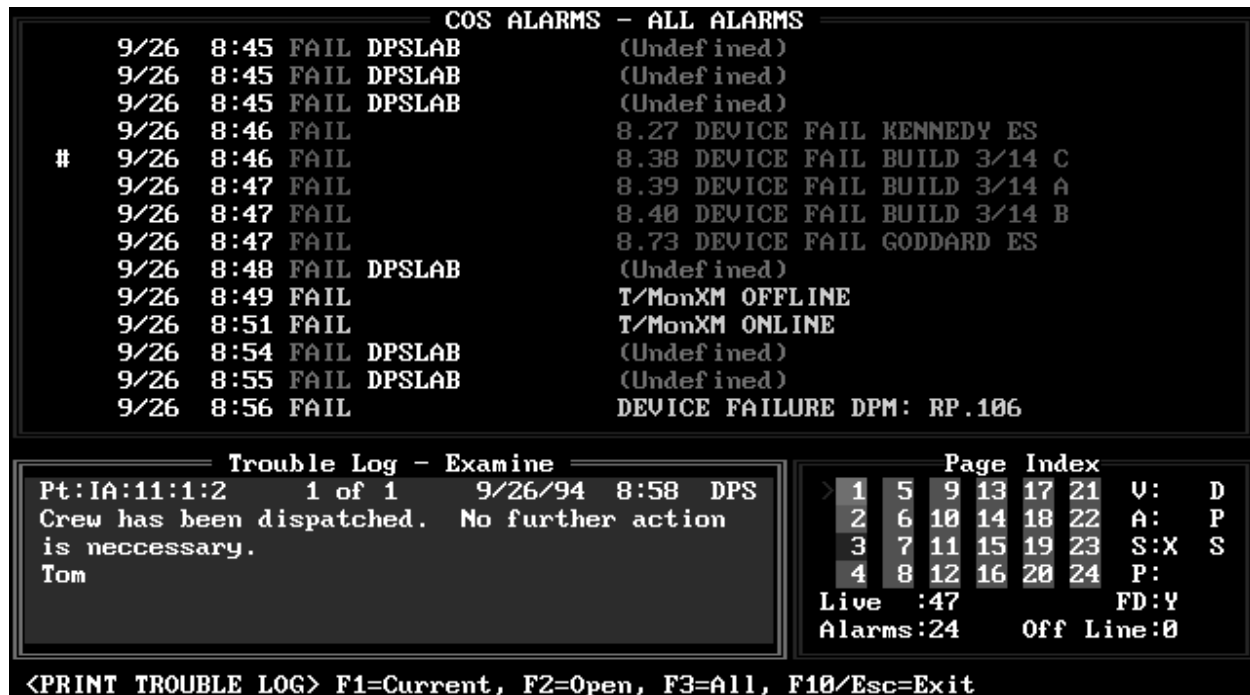 COS ALARMS - ALL ALARMS
9/26 8:45 FAIL DPSLAB (Undefined)
9/26 8:45 FAIL DPSLAB (Undefined)
9/26 8:45 FAIL DPSLAB (Undefined)
9/26 8:46 FAIL 8.27 DEVICE FAIL KENNEDY ES
# 9/26 8:46 FAIL 8.38 DEVICE FAIL BUILD 3/14 C
9/26 8:47 FAIL 8.39 DEVICE FAIL BUILD 3/14 A
9/26 8:47 FAIL 8.40 DEVICE FAIL BUILD 3/14 B
9/26 8:47 FAIL 8.73 DEVICE FAIL GODDARD ES
9/26 8:48 FAIL DPSLAB (Undefined)
9/26 8:49 FAIL T/MonXM OFFLINE
9/26 8:51 FAIL T/MonXM ONLINE
9/26 8:54 FAIL DPSLAB (Undefined)
9/26 8:55 FAIL DPSLAB (Undefined)
9/26 8:56 FAIL DEVICE FAILURE DPM: RP.106
Trouble Log - Examine
Pt:IA:11:1:2 1 of 1 9/26/94 8:58 DPS
Crew has been dispatched. No further action
is neccessary.
Tom
Page Index
> 1 5 9 13 17 21 V: D
2 6 10 14 18 22 A: P
3 7 11 15 19 23 S:X S
4 8 12 16 20 24 P:
Live :47 FD:Y
Alarms:24 Off Line:0
<PRINT TROUBLE LOG> F1=Current, F2=Open, F3=All, F10/Esc=Exit